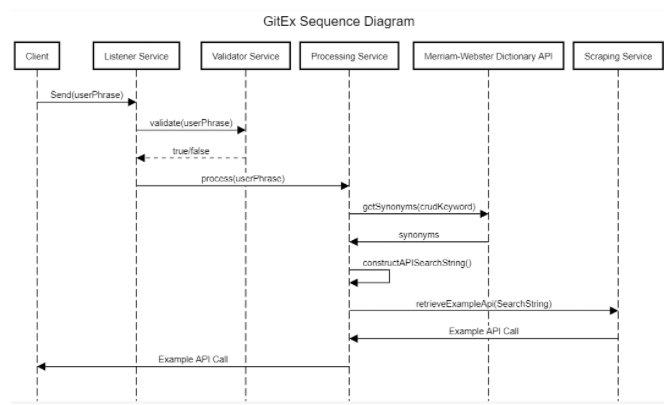 GitEx Sequence Diagram
Client
Listener Service
Validator Service
Processing Service
Merriam-Webster Dictionary API
Scraping Service
Send(userPhrase)
validate(userPhrase)
true/false
process(userPhrase)
getSynonyms(crudKeyword)
synonyms
constructAPISearchString()
retrieveExampleApi(SearchString)
Example API Call
Example API Call